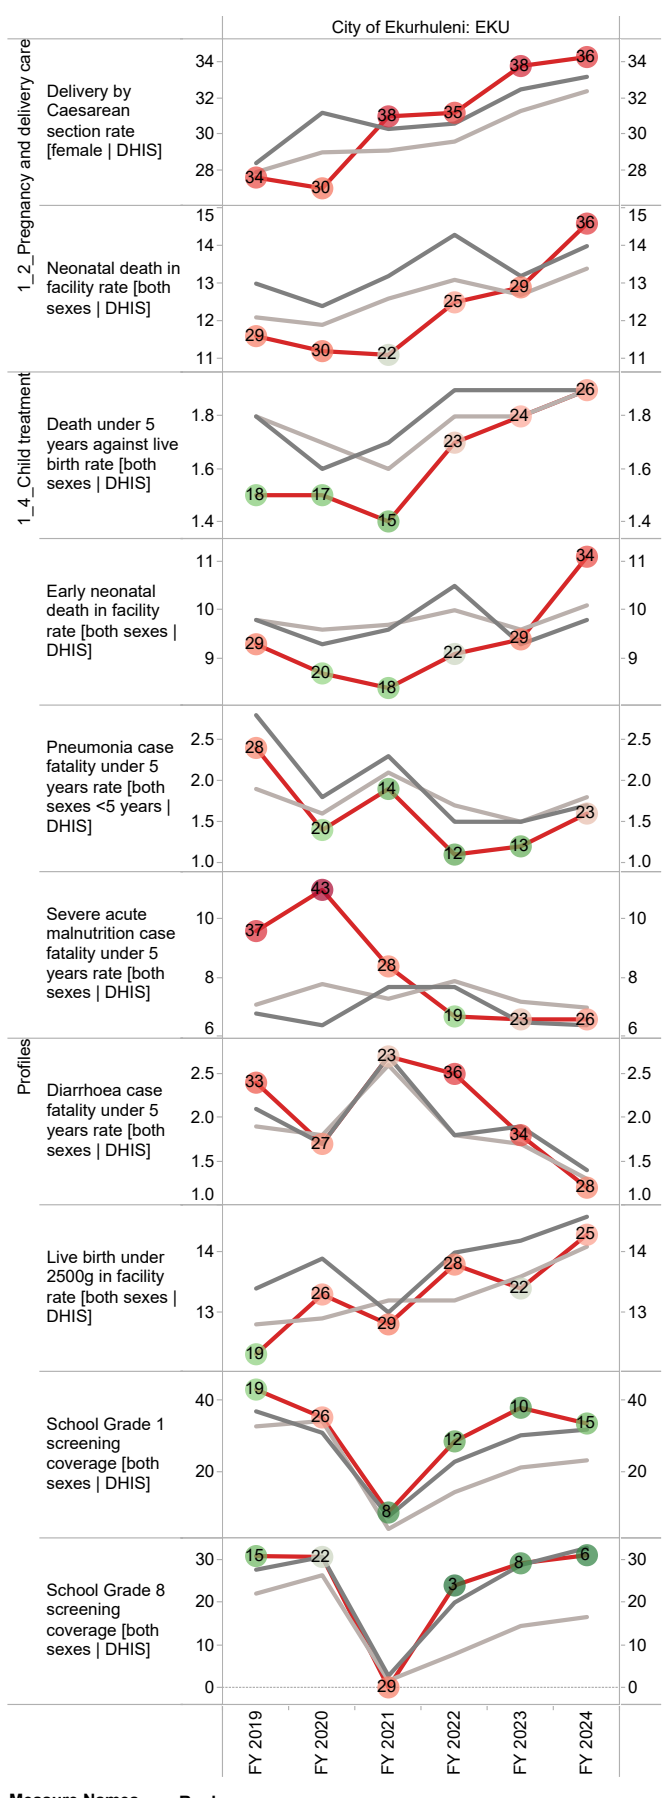 City of Ekurhuleni: EKU
1_2_Pregnancy and delivery care
Delivery by
Caesarean
section rate
[female | DHIS]
34
32
30
28
34
30
38
35
38
36
34
32
30
28
Neonatal death in
facility rate [both
sexes | DHIS]
15
14
13
12
11
29
30
22
25
29
36
15
14
13
12
11
1_4_Child treatment
Death under 5
years against live
birth rate [both
sexes | DHIS]
1.8
1.6
1.4
18
17
15
23
24
26
1.8
1.6
1.4
Early neonatal
death in facility
rate [both sexes |
DHIS]
11
10
9
29
20
18
22
29
34
11
10
9
Pneumonia case
fatality under 5
years rate [both
sexes <5 years |
DHIS]
2.5
2.0
1.5
1.0
28
20
14
12
13
23
2.5
2.0
1.5
1.0
Severe acute
malnutrition case
fatality under 5
years rate [both
sexes | DHIS]
10
8
6
37
43
28
19
23
26
10
8
6
Profiles
Diarrhoea case
fatality under 5
years rate [both
sexes | DHIS]
2.5
2.0
1.5
1.0
33
27
23
36
34
28
2.5
2.0
1.5
1.0
Live birth under
2500g in facility
rate [both sexes |
DHIS]
14
13
19
26
29
28
22
25
14
13
School Grade 1
screening
coverage [both
sexes | DHIS]
40
20
19
26
8
12
10
15
40
20
School Grade 8
screening
coverage [both
sexes | DHIS]
30
20
10
0
15
22
29
3
8
6
30
20
10
0
FY 2019
FY 2020
FY 2021
FY 2022
FY 2023
FY 2024
Measure Names